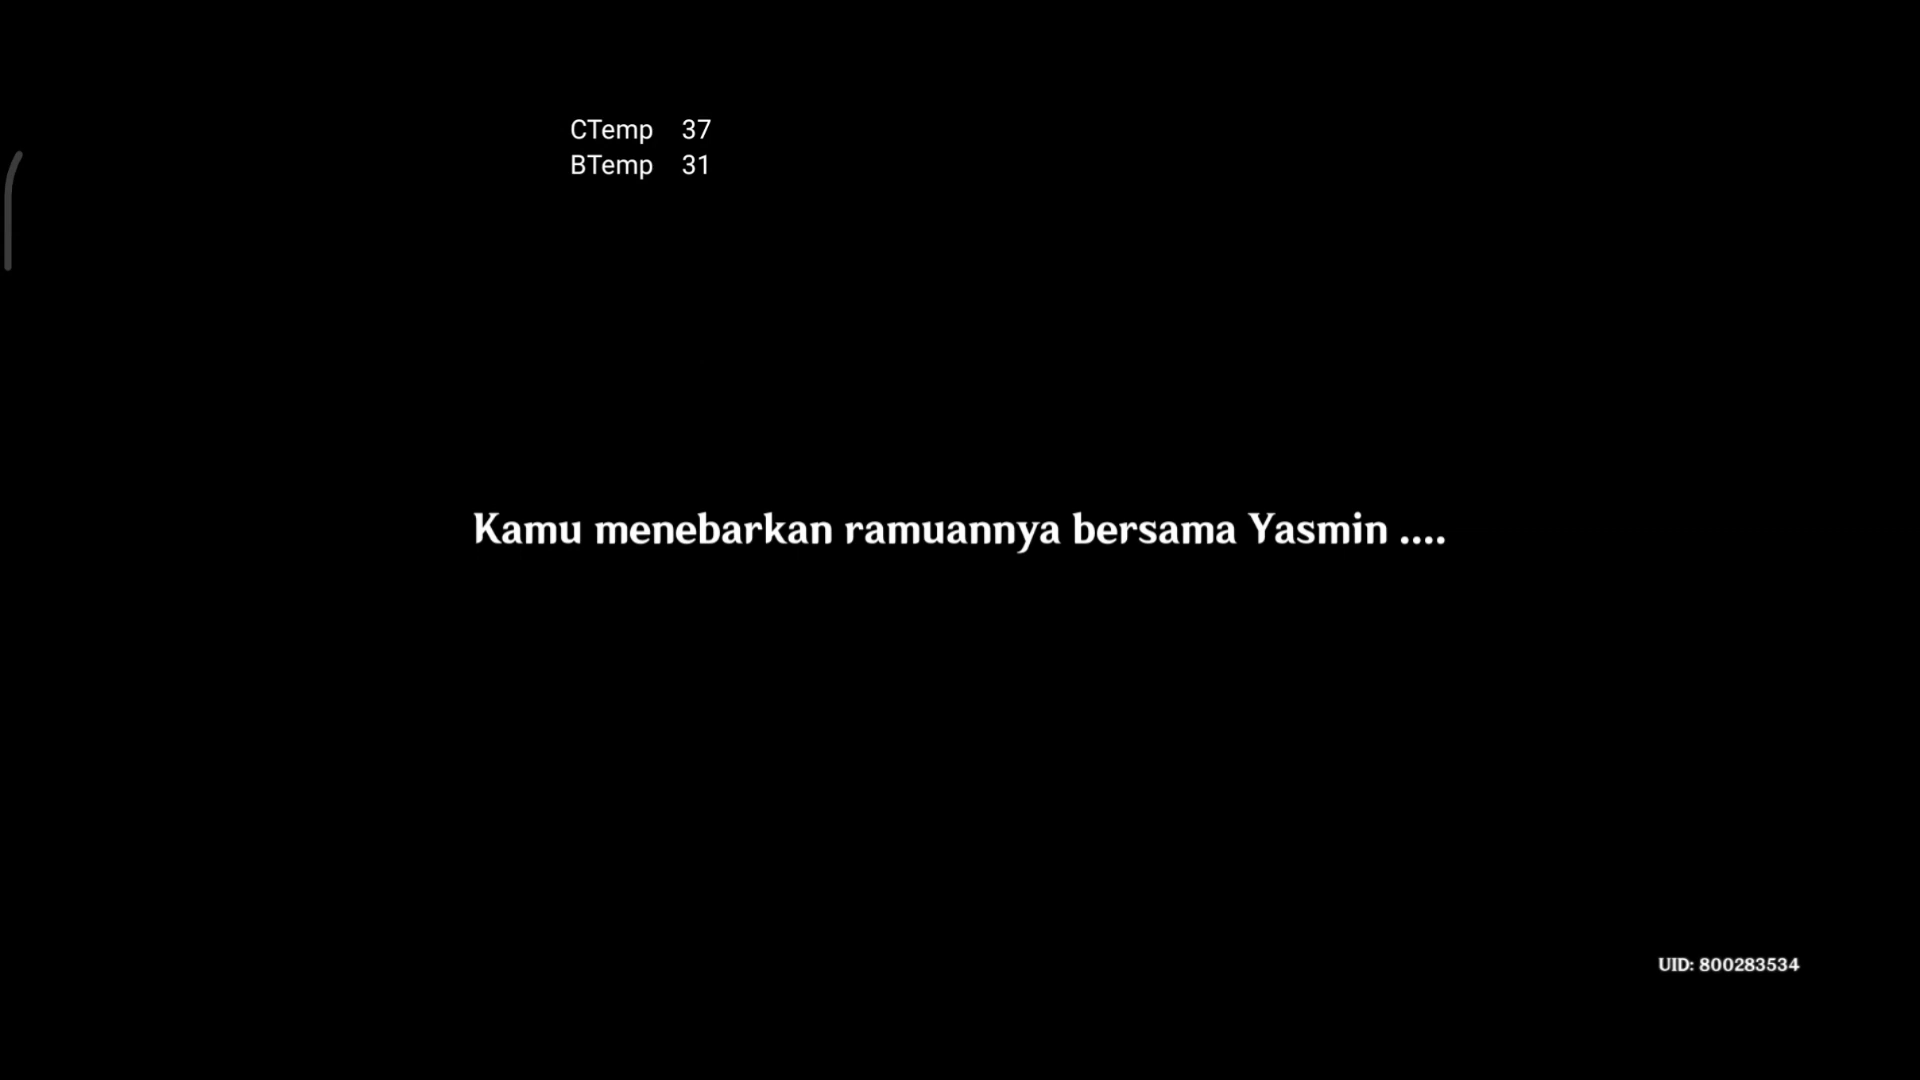 CTemp 37
BTemp 31
Kamu menebarkan ramuannya bersama Yasmin ....
UID: 800283534